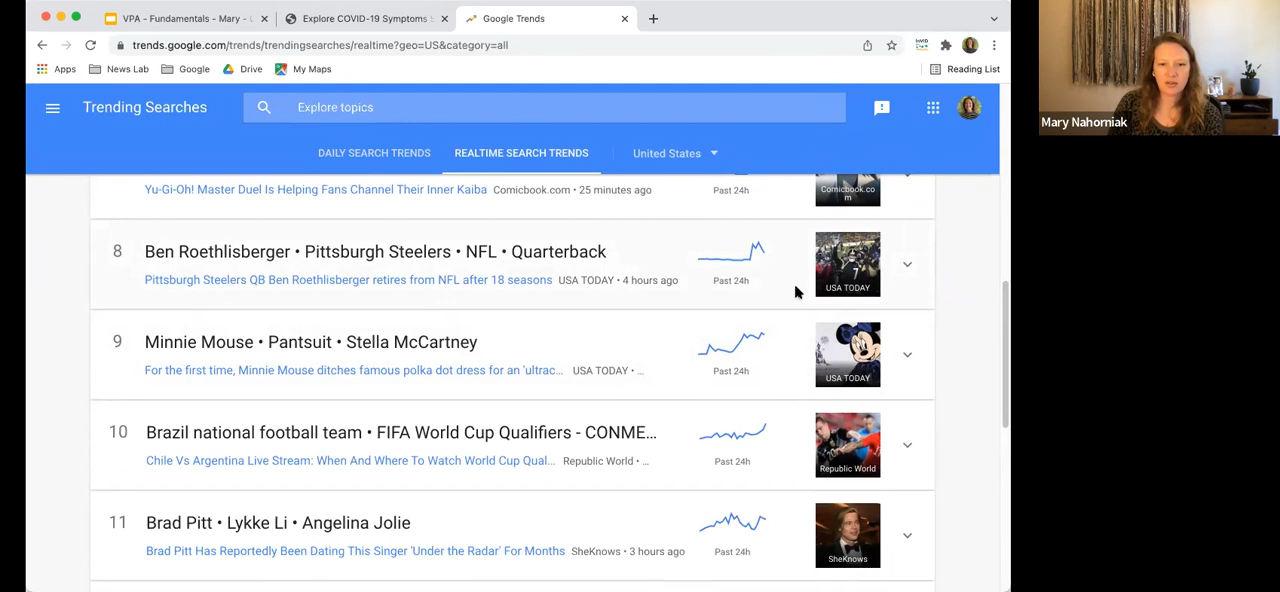 VPA - Fundamentals - Mary -
Explore COVID-19 Symptoms
Google Trends
trends.google.com/trends/trendingsearches/realtime?geo=US&category=all
Apps News Lab Google Drive My Maps Reading List
Mary Nahorniak
Trending Searches Explore topics
DAILY SEARCH TRENDS REALTIME SEARCH TRENDS United States
Yu-Gi-Oh! Master Duel Is Helping Fans Channel Their Inner Kaiba Comicbook.com • 25 minutes ago Past 24h
Comicbook.co
m
8 Ben Roethlisberger • Pittsburgh Steelers • NFL • Quarterback
Pittsburgh Steelers QB Ben Roethlisberger retires from NFL after 18 seasons USA TODAY • 4 hours ago Past 24h
USA TODAY
9 Minnie Mouse • Pantsuit • Stella McCartney
For the first time, Minnie Mouse ditches famous polka dot dress for an 'ultrac... USA TODAY • ... Past 24h
USA TODAY
10 Brazil national football team • FIFA World Cup Qualifiers - CONME...
Chile Vs Argentina Live Stream: When And Where To Watch World Cup Qual... Republic World • ... Past 24h
Republic World
11 Brad Pitt • Lykke Li • Angelina Jolie
Brad Pitt Has Reportedly Been Dating This Singer 'Under the Radar' For Months SheKnows • 3 hours ago Past 24h
SheKnows